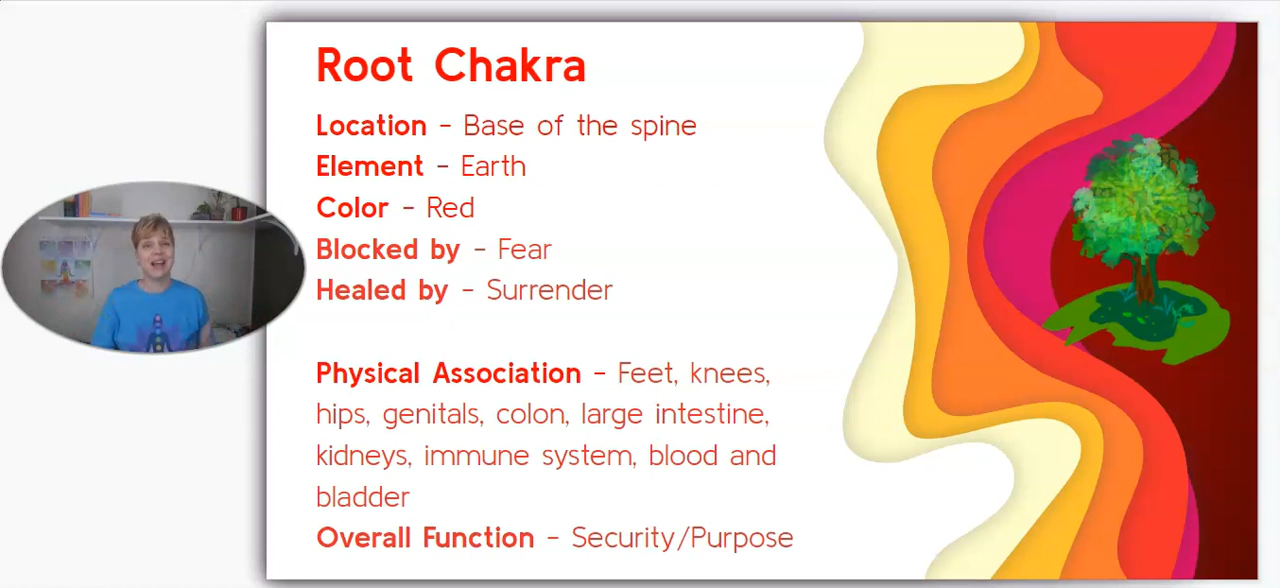 Root Chakra
Location - Base of the spine
Element - Earth
Color - Red
Blocked by - Fear
Healed by - Surrender
Physical Association - Feet, knees,
hips, genitals, colon, large intestine,
kidneys, immune system, blood and
bladder
Overall Function - Security/Purpose